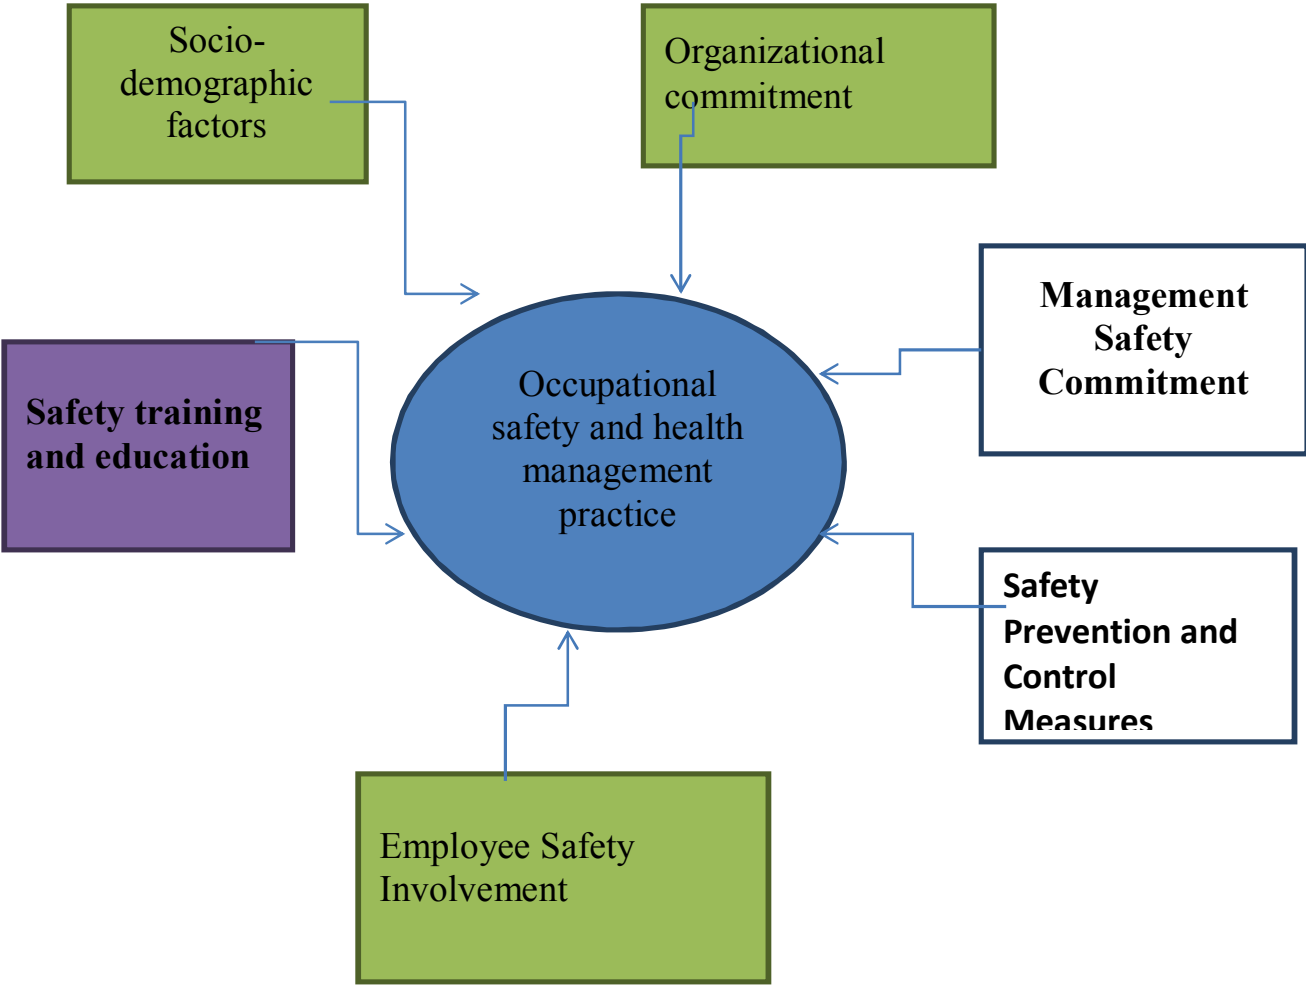 Socio-
demographic
factors
Organizational
commitment
Management
Safety
Commitment
Safety training
and education
Occupational
safety and health
management
practice
Safety
Prevention and
Control
Measures
Employee Safety
Involvement